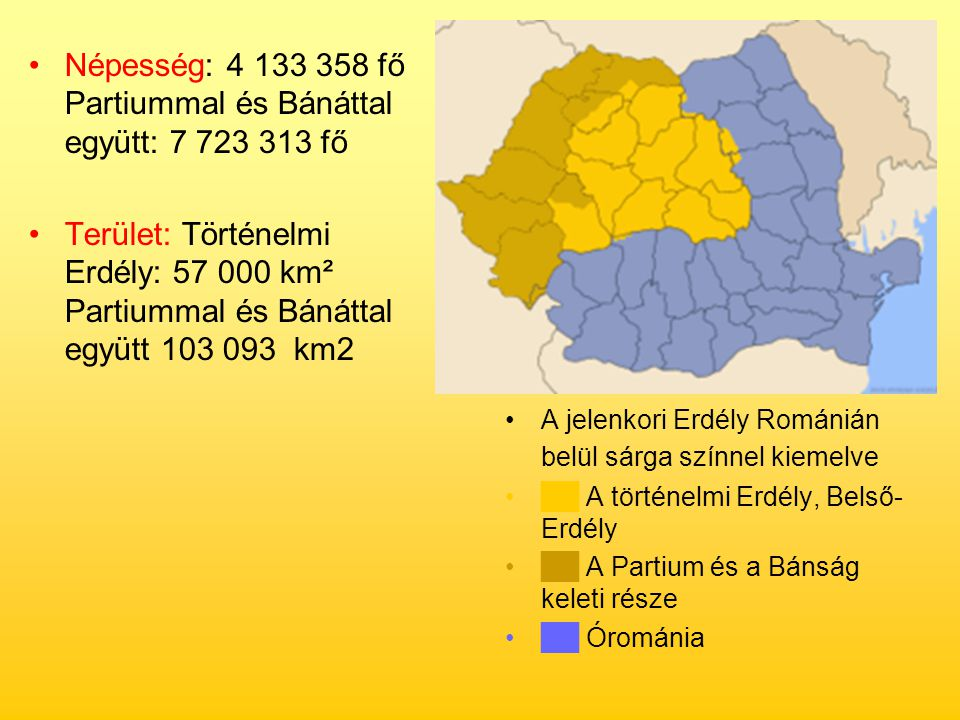 • Népesség: 4 133 358 fő
Partiummal és Bánáttal
együtt: 7 723 313 fő
• Terület: Történelmi
Erdély: 57 000 km²
Partiummal és Bánáttal
együtt 103 093 km2
• A jelenkori Erdély Románián
belül sárga színnel kiemelve
• A történelmi Erdély, Belső-
Erdély
• A Partium és a Bánság
keleti része
• Órománia